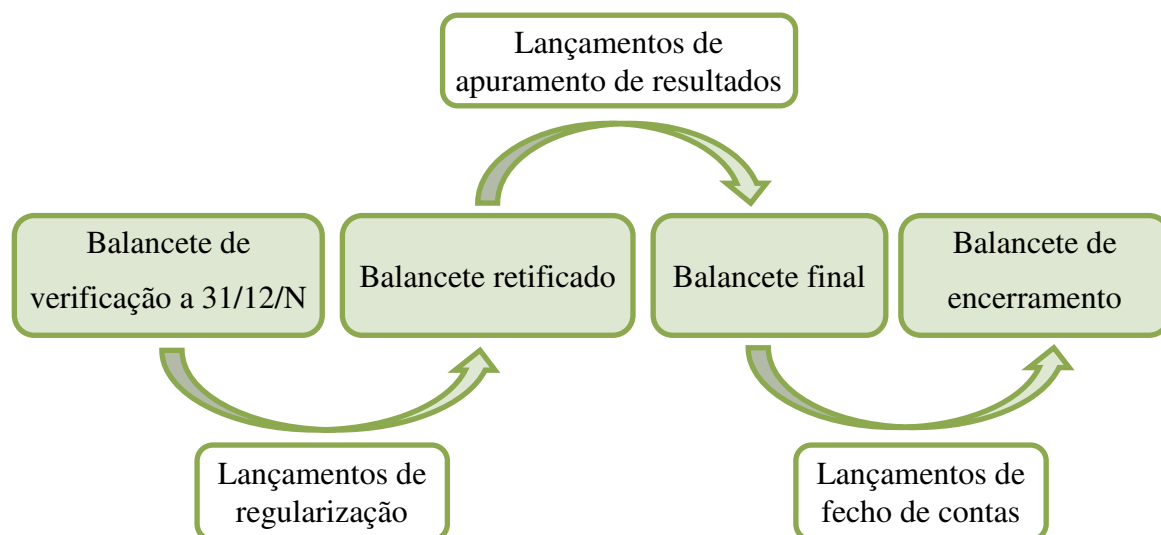 Lançamentos de
apuramento de resultados
Balancete de
verificação a 31/12/N
Balancete retificado
Balancete final
Balancete de
encerramento
Lançamentos de
regularização
Lançamentos de
fecho de contas